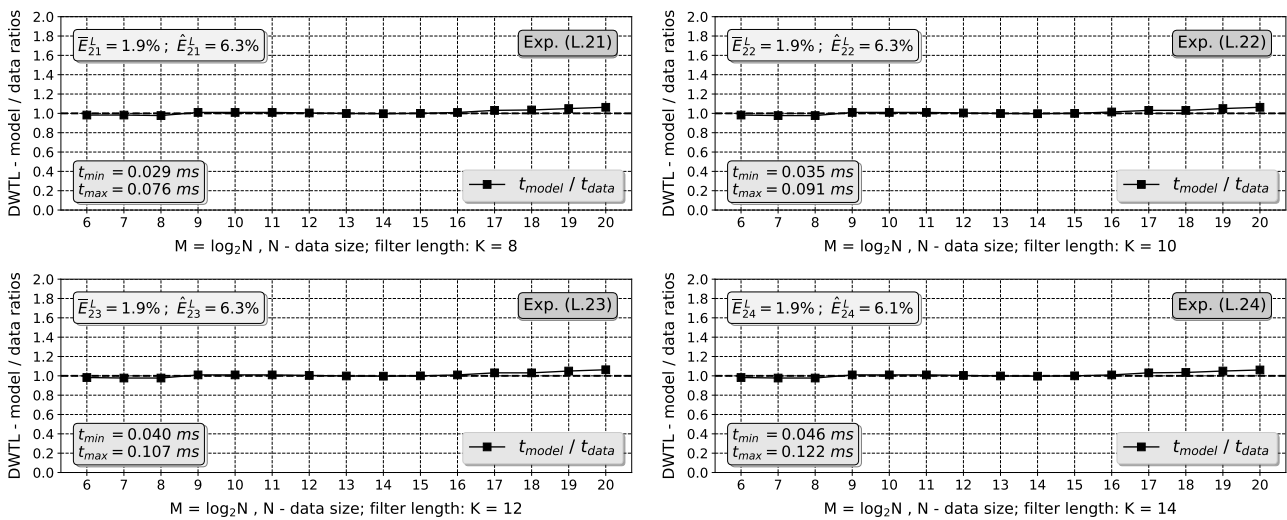 DWTL - model / data ratios
2.0
1.8
1.6
1.4
1.2
1.0
0.8
0.6
0.4
0.2
0.0
E̅ᴸ₂₁ = 1.9% ; Êᴸ₂₁ = 6.3%
Exp. (L.21)
t_min = 0.029 ms
t_max = 0.076 ms
t_model / t_data
6 7 8 9 10 11 12 13 14 15 16 17 18 19 20
M = log₂N , N - data size; filter length: K = 8
DWTL - model / data ratios
2.0
1.8
1.6
1.4
1.2
1.0
0.8
0.6
0.4
0.2
0.0
E̅ᴸ₂₂ = 1.9% ; Êᴸ₂₂ = 6.3%
Exp. (L.22)
t_min = 0.035 ms
t_max = 0.091 ms
t_model / t_data
6 7 8 9 10 11 12 13 14 15 16 17 18 19 20
M = log₂N , N - data size; filter length: K = 10
DWTL - model / data ratios
2.0
1.8
1.6
1.4
1.2
1.0
0.8
0.6
0.4
0.2
0.0
E̅ᴸ₂₃ = 1.9% ; Êᴸ₂₃ = 6.3%
Exp. (L.23)
t_min = 0.040 ms
t_max = 0.107 ms
t_model / t_data
6 7 8 9 10 11 12 13 14 15 16 17 18 19 20
M = log₂N , N - data size; filter length: K = 12
DWTL - model / data ratios
2.0
1.8
1.6
1.4
1.2
1.0
0.8
0.6
0.4
0.2
0.0
E̅ᴸ₂₄ = 1.9% ; Êᴸ₂₄ = 6.1%
Exp. (L.24)
t_min = 0.046 ms
t_max = 0.122 ms
t_model / t_data
6 7 8 9 10 11 12 13 14 15 16 17 18 19 20
M = log₂N , N - data size; filter length: K = 14